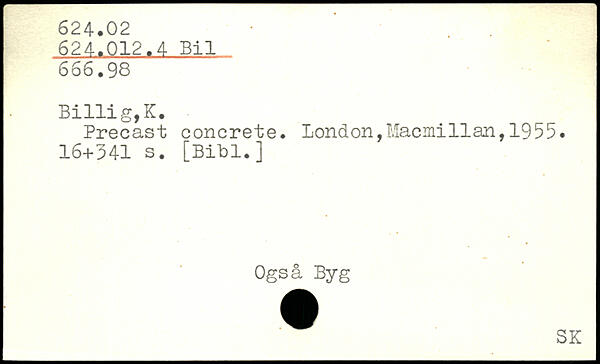 624.02
624.012.4 Bil
666.98
Billig,K.
Precast concrete. London,Macmillan,1955.
16+341 s. [Bibl.]
Også Byg
SK